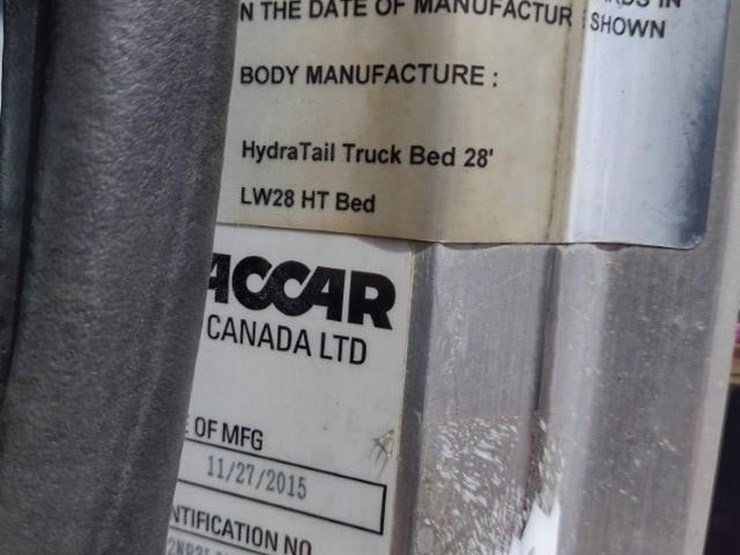 N THE DATE OF MANUFACTUR SHOWN
BODY MANUFACTURE :
HydraTail Truck Bed 28'
LW28 HT Bed
ACCAR
CANADA LTD
OF MFG
11/27/2015
NTIFICATION NO